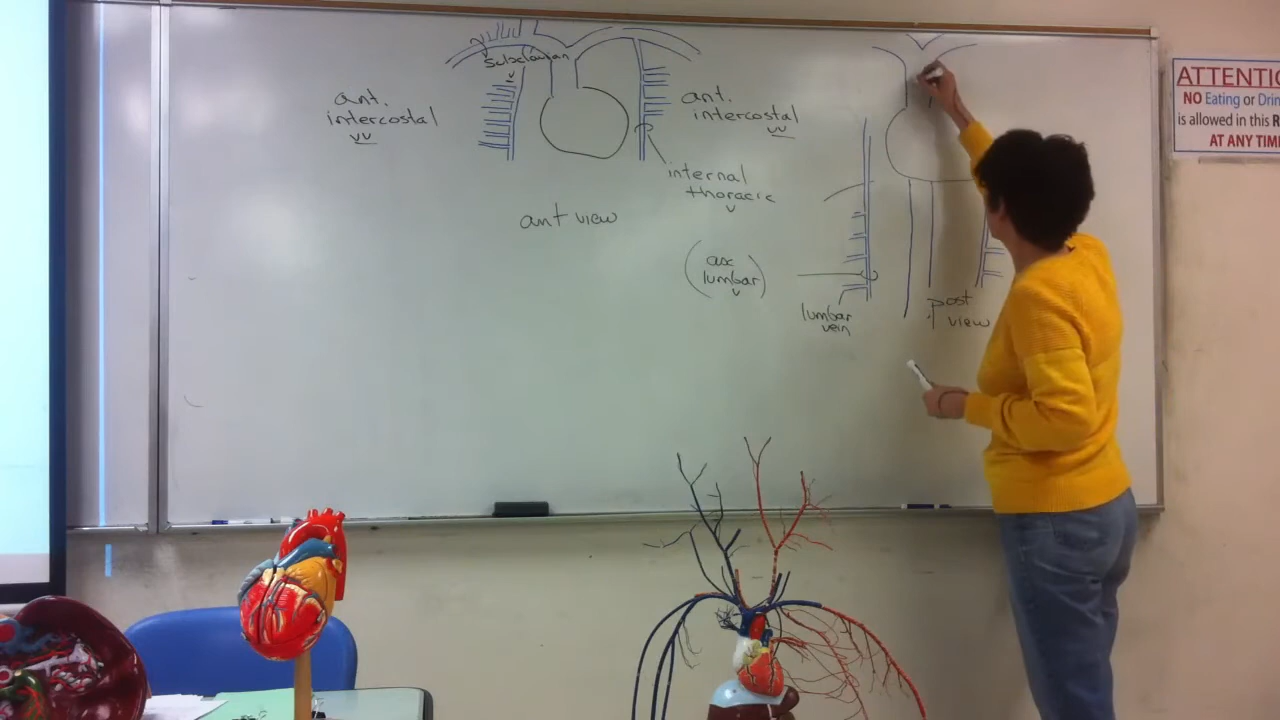 subclavian
v
ant.
intercostal
vv
ant.
intercostal
vv
internal
thoracic
v
ant view
(asc
lumbar)
v
lumbar
vein
post
view
ATTENTIO
NO Eating or Drin
is allowed in this R
AT ANY TIM